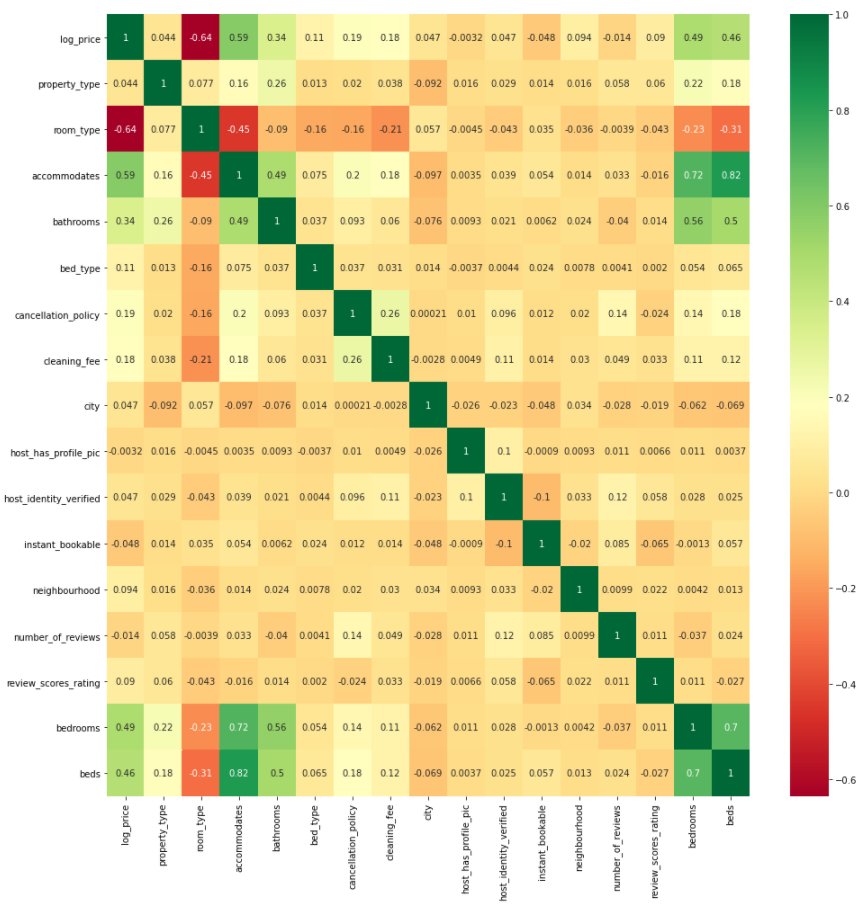 log_price 1 0.044 -0.64 0.59 0.34 0.11 0.19 0.18 0.047 -0.0032 0.047 -0.048 0.094 -0.014 0.09 0.49 0.46
property_type 0.044 1 0.077 0.16 0.26 0.013 0.02 0.038 -0.092 0.016 0.029 0.014 0.016 0.058 0.06 0.22 0.18
room_type -0.64 0.077 1 -0.45 -0.09 -0.16 -0.16 -0.21 0.057 -0.0045 -0.043 0.035 -0.036 -0.0039 -0.043 -0.23 -0.31
accommodates 0.59 0.16 -0.45 1 0.49 0.075 0.2 0.18 -0.097 0.0035 0.039 0.054 0.014 0.033 -0.016 0.72 0.82
bathrooms 0.34 0.26 -0.09 0.49 1 0.037 0.093 0.06 -0.076 0.0093 0.021 0.0062 0.024 -0.04 0.014 0.56 0.5
bed_type 0.11 0.013 -0.16 0.075 0.037 1 0.037 0.031 0.014 -0.0037 0.0044 0.024 0.0078 0.0041 0.002 0.054 0.065
cancellation_policy 0.19 0.02 -0.16 0.2 0.093 0.037 1 0.26 0.00021 0.01 0.096 0.012 0.02 0.14 -0.024 0.14 0.18
cleaning_fee 0.18 0.038 -0.21 0.18 0.06 0.031 0.26 1 -0.0028 0.0049 0.11 0.014 0.03 0.049 0.033 0.11 0.12
city 0.047 -0.092 0.057 -0.097 -0.076 0.014 0.00021 -0.0028 1 -0.026 -0.023 -0.048 0.034 -0.028 -0.019 -0.062 -0.069
host_has_profile_pic -0.0032 0.016 -0.0045 0.0035 0.0093 -0.0037 0.01 0.0049 -0.026 1 0.1 -0.0009 0.0093 0.011 0.0066 0.011 0.0037
host_identity_verified 0.047 0.029 -0.043 0.039 0.021 0.0044 0.096 0.11 -0.023 0.1 1 -0.1 0.033 0.12 0.058 0.028 0.025
instant_bookable -0.048 0.014 0.035 0.054 0.0062 0.024 0.012 0.014 -0.048 -0.0009 -0.1 1 -0.02 0.085 -0.065 -0.0013 0.057
neighbourhood 0.094 0.016 -0.036 0.014 0.024 0.0078 0.02 0.03 0.034 0.0093 0.033 -0.02 1 0.0099 0.022 0.0042 0.013
number_of_reviews -0.014 0.058 -0.0039 0.033 -0.04 0.0041 0.14 0.049 -0.028 0.011 0.12 0.085 0.0099 1 0.011 -0.037 0.024
review_scores_rating 0.09 0.06 -0.043 -0.016 0.014 0.002 -0.024 0.033 -0.019 0.0066 0.058 -0.065 0.022 0.011 1 0.011 -0.027
bedrooms 0.49 0.22 -0.23 0.72 0.56 0.054 0.14 0.11 -0.062 0.011 0.028 -0.0013 0.0042 -0.037 0.011 1 0.7
beds 0.46 0.18 -0.31 0.82 0.5 0.065 0.18 0.12 -0.069 0.0037 0.025 0.057 0.013 0.024 -0.027 0.7 1
log_price property_type room_type accommodates bathrooms bed_type cancellation_policy cleaning_fee city host_has_profile_pic host_identity_verified instant_bookable neighbourhood number_of_reviews review_scores_rating bedrooms beds
1.0
0.8
0.6
0.4
0.2
0.0
−0.2
−0.4
−0.6